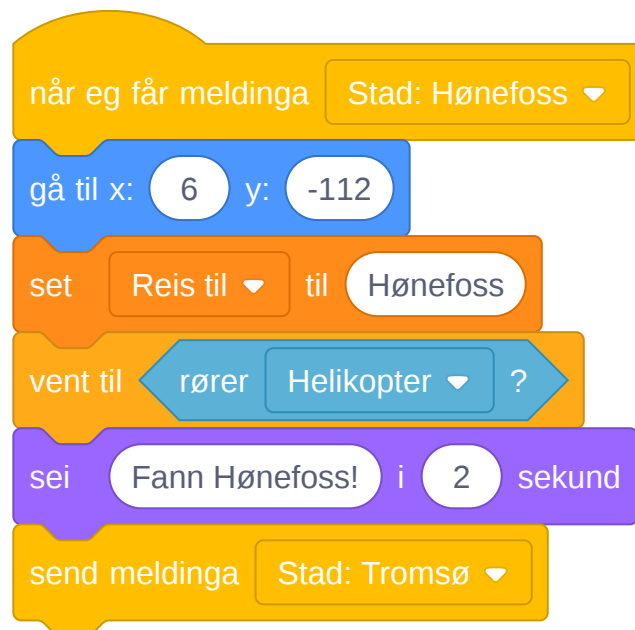 når eg får meldinga Stad: Hønefoss
gå til x: 6 y: -112
set Reis til til Hønefoss
vent til rører Helikopter ?
sei Fann Hønefoss! i 2 sekund
send meldinga Stad: Tromsø